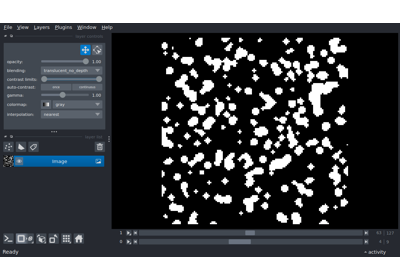 File View Layers Plugins Window Help
opacity: 1.00
blending: translucent_no_depth
contrast limits:
auto-contrast: once continuous
gamma: 1.00
colormap: gray
interpolation: nearest
Image
1
0
Ready
activity